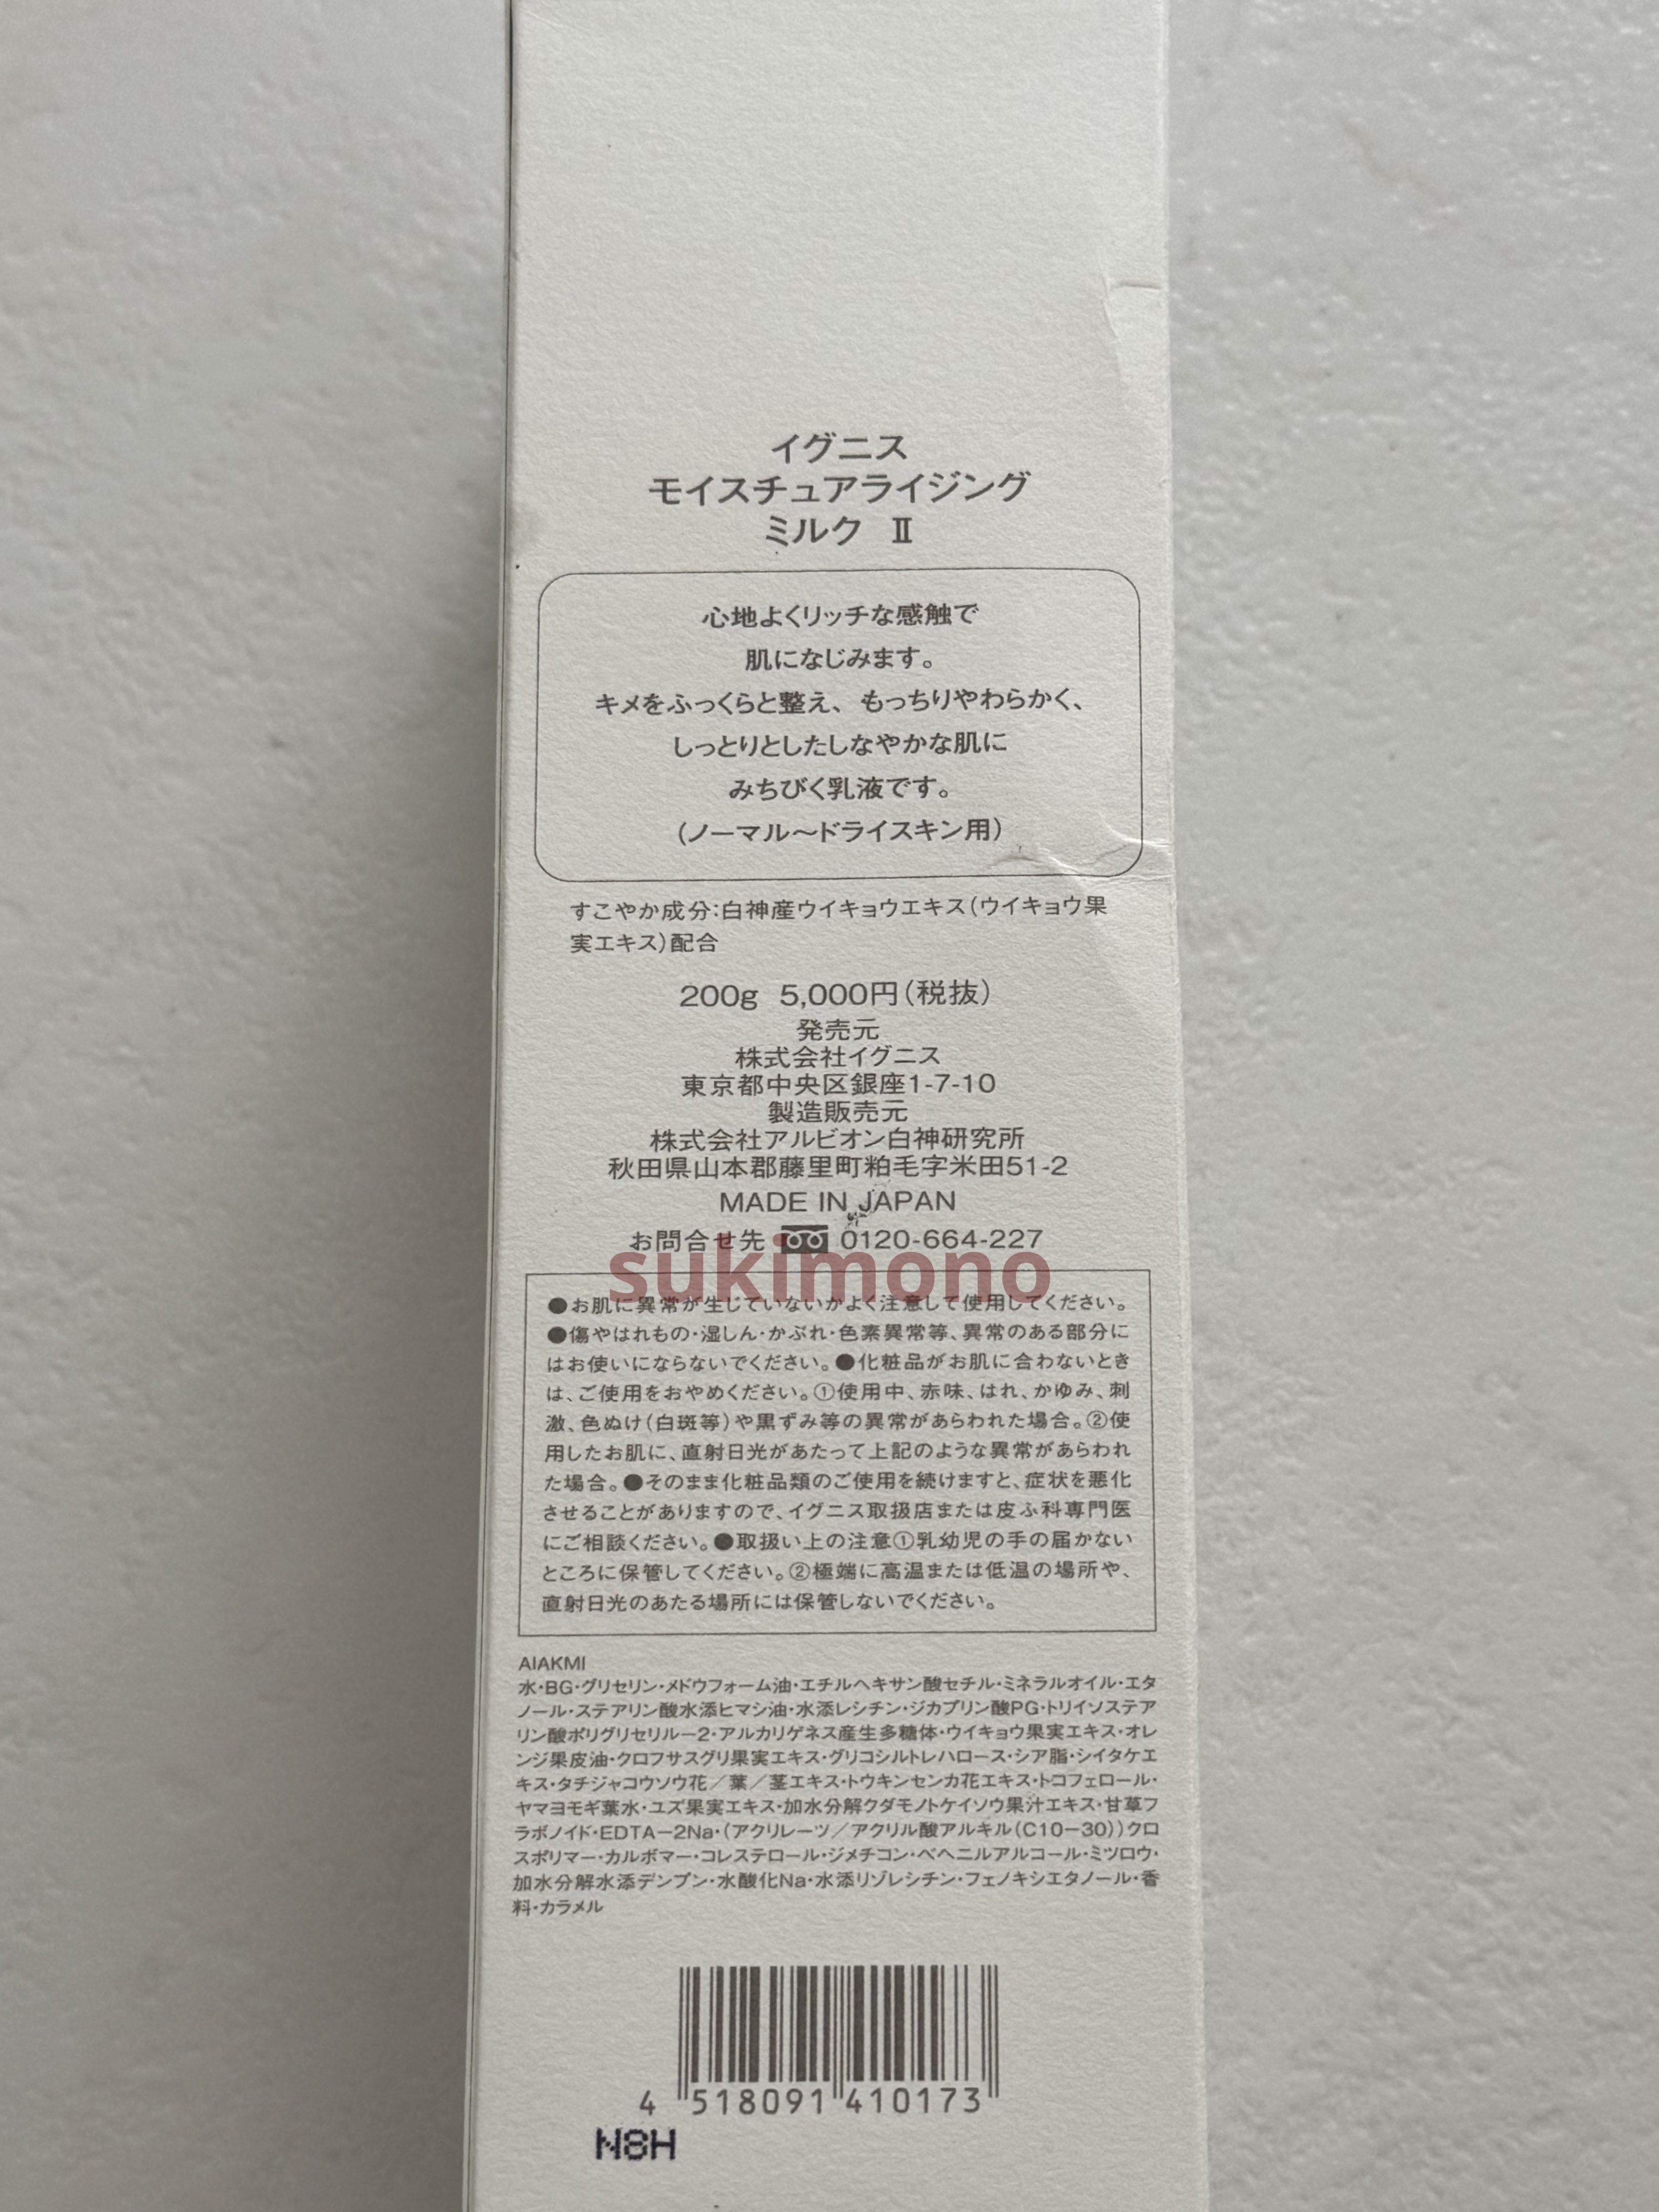 イグニス
モイスチュアライジング
ミルク Ⅱ
心地よくリッチな感触で
肌になじみます。
キメをふっくらと整え、もっちりやわらかく、
しっとりとしたしなやかな肌に
みちびく乳液です。
(ノーマル～ドライスキン用)
すこやか成分:白神産ウイキョウエキス(ウイキョウ果
実エキス)配合
200g 5,000円(税抜)
発売元
株式会社イグニス
東京都中央区銀座1-7-10
製造販売元
株式会社アルビオン白神研究所
秋田県山本郡藤里町粕毛字米田51-2
MADE IN JAPAN
お問合せ先 0120-664-227
sukimono
●お肌に異常が生じていないかよく注意して使用してください。
●傷やはれもの・湿しん・かぶれ・色素異常等、異常のある部分に
はお使いにならないでください。●化粧品がお肌に合わないとき
は、ご使用をおやめください。①使用中、赤味、はれ、かゆみ、刺
激、色ぬけ(白斑等)や黒ずみ等の異常があらわれた場合。②使
用したお肌に、直射日光があたって上記のような異常があらわれ
た場合。●そのまま化粧品類のご使用を続けますと、症状を悪化
させることがありますので、イグニス取扱店または皮ふ科専門医
にご相談ください。●取扱い上の注意①乳幼児の手の届かない
ところに保管してください。②極端に高温または低温の場所や、
直射日光のあたる場所には保管しないでください。
AIAKMI
水・BG・グリセリン・メドウフォーム油・エチルヘキサン酸セチル・ミネラルオイル・エタ
ノール・ステアリン酸水添ヒマシ油・水添レシチン・ジカプリン酸PG・トリイソステア
リン酸ポリグリセリル－2・アルカリゲネス産生多糖体・ウイキョウ果実エキス・オレ
ンジ果皮油・クロフサスグリ果実エキス・グリコシルトレハロース・シア脂・シイタケエ
キス・タチジャコウソウ花／葉／茎エキス・トウキンセンカ花エキス・トコフェロール・
ヤマヨモギ葉水・ユズ果実エキス・加水分解クダモノトケイソウ果汁エキス・甘草フ
ラボノイド・EDTA－2Na・(アクリレーツ／アクリル酸アルキル(C10－30))クロ
スポリマー・カルボマー・コレステロール・ジメチコン・ベヘニルアルコール・ミツロウ・
加水分解水添デンプン・水酸化Na・水添リゾレシチン・フェノキシエタノール・香
料・カラメル
4 518091 410173
N8H